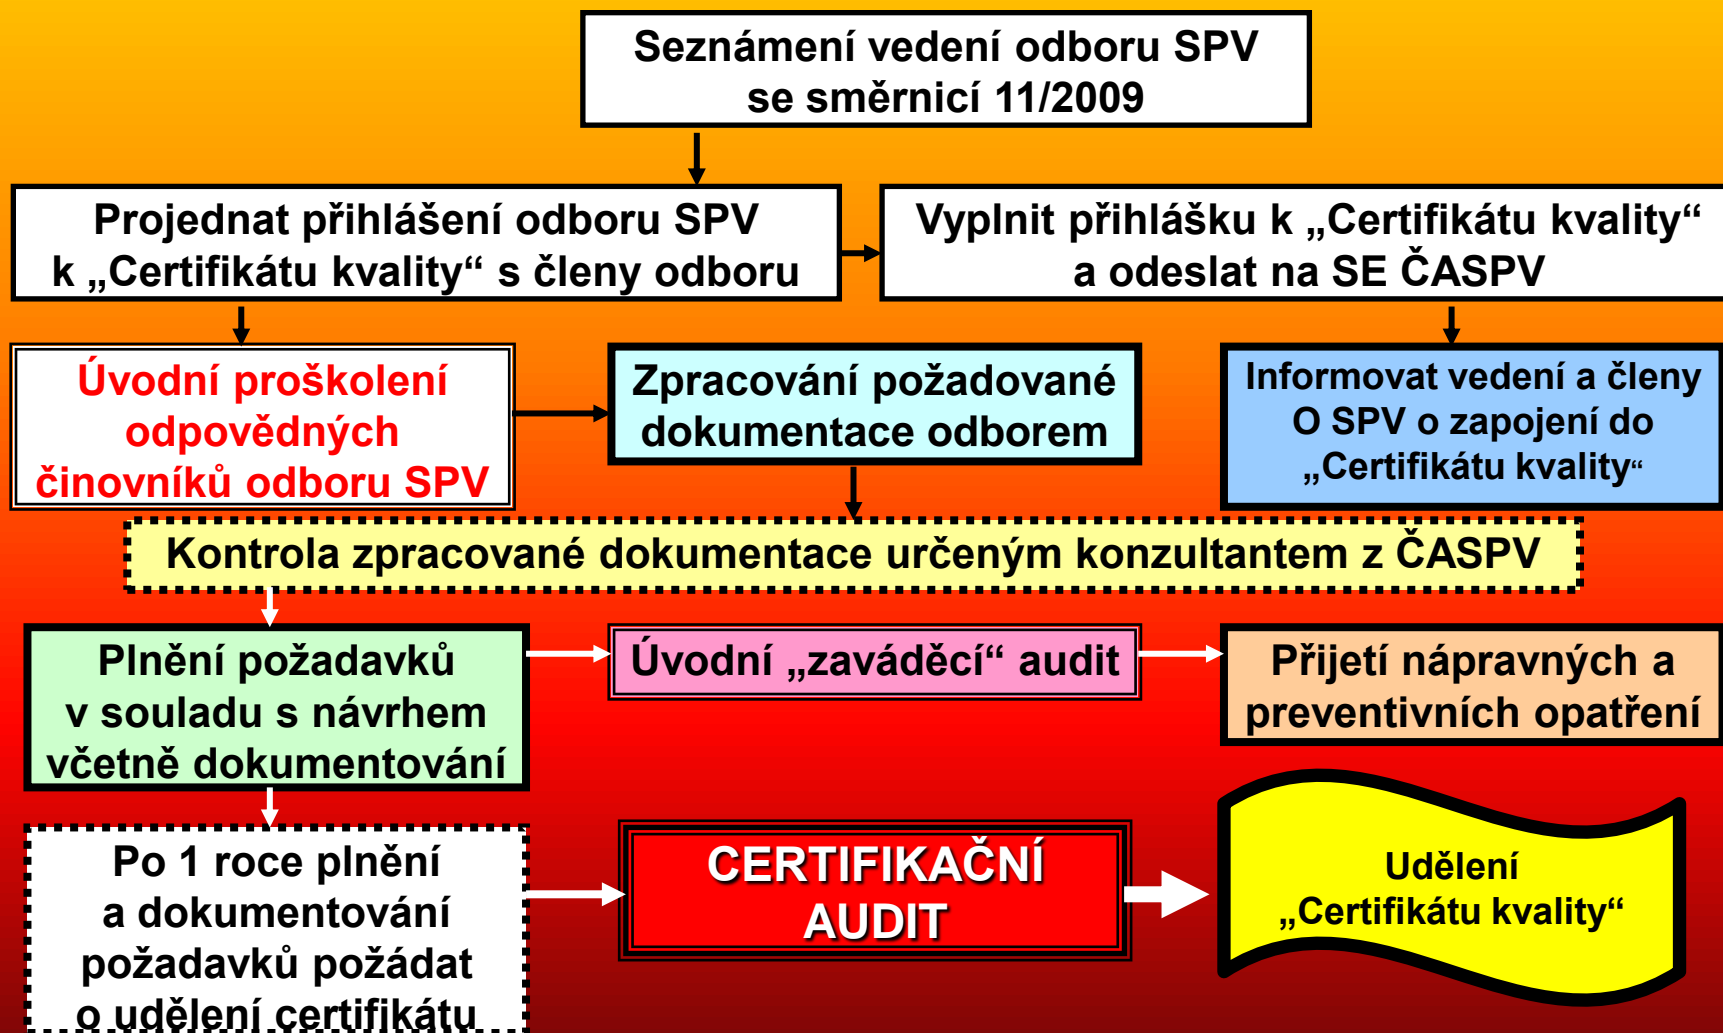 Seznámení vedení odboru SPV
se směrnicí 11/2009
Projednat přihlášení odboru SPV
k „Certifikátu kvality“ s členy odboru
Vyplnit přihlášku k „Certifikátu kvality“
a odeslat na SE ČASPV
Úvodní proškolení
odpovědných
činovníků odboru SPV
Zpracování požadované
dokumentace odborem
Informovat vedení a členy
O SPV o zapojení do
„Certifikátu kvality“
Kontrola zpracované dokumentace určeným konzultantem z ČASPV
Plnění požadavků
v souladu s návrhem
včetně dokumentování
Úvodní „zaváděcí“ audit
Přijetí nápravných a
preventivních opatření
Po 1 roce plnění
a dokumentování
požadavků požádat
o udělení certifikátu
CERTIFIKAČNÍ
AUDIT
Udělení
„Certifikátu kvality“